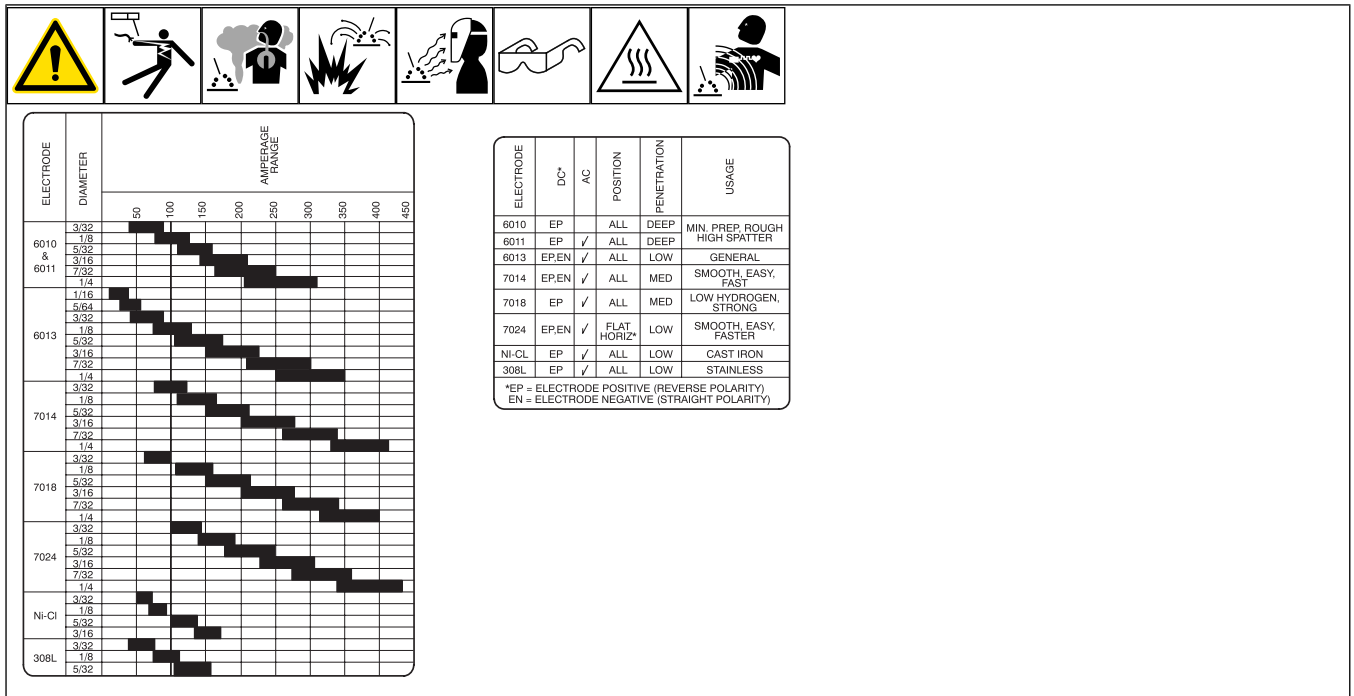 ELECTRODE DIAMETER AMPERAGE RANGE
50 100 150 200 250 300 350 400 450
6010 & 6011
3/32
1/8
5/32
3/16
7/32
1/4
6013
1/16
5/64
3/32
1/8
5/32
3/16
7/32
1/4
7014
3/32
1/8
5/32
3/16
7/32
1/4
7018
3/32
1/8
5/32
3/16
7/32
1/4
7024
3/32
1/8
5/32
3/16
7/32
1/4
Ni-Cl
3/32
1/8
5/32
3/16
308L
3/32
1/8
5/32
ELECTRODE DC* AC POSITION PENETRATION USAGE
6010 EP ALL DEEP MIN. PREP, ROUGH
6011 EP ✓ ALL DEEP HIGH SPATTER
6013 EP,EN ✓ ALL LOW GENERAL
7014 EP,EN ✓ ALL MED SMOOTH, EASY,
FAST
7018 EP ✓ ALL MED LOW HYDROGEN,
STRONG
7024 EP,EN ✓ FLAT HORIZ* LOW SMOOTH, EASY,
FASTER
NI-CL EP ✓ ALL LOW CAST IRON
308L EP ✓ ALL LOW STAINLESS
*EP = ELECTRODE POSITIVE (REVERSE POLARITY)
EN = ELECTRODE NEGATIVE (STRAIGHT POLARITY)